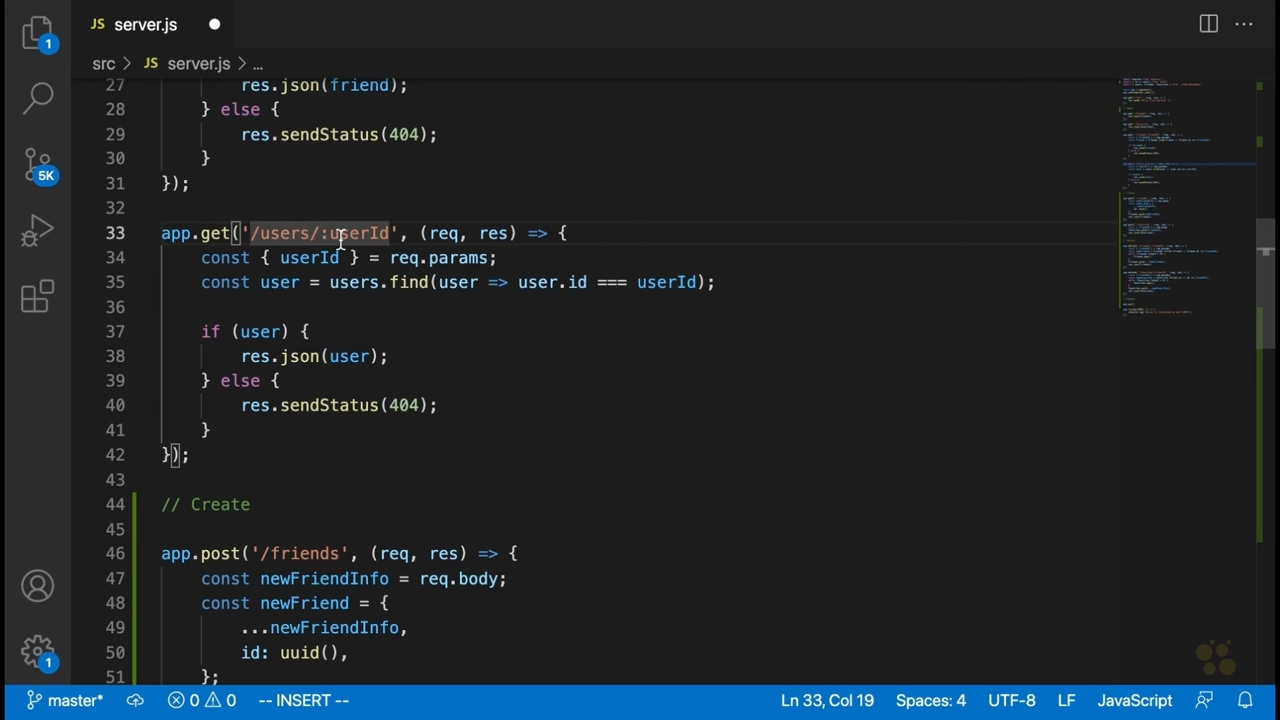 JS server.js
src > JS server.js > ...
27 res.json(friend);
28 } else {
29 res.sendStatus(404);
30 }
31 });
32
33 app.get('/users/:userId', (req, res) => {
34 const { userId } = req.params;
35 const user = users.find(user => user.id === userId);
36
37 if (user) {
38 res.json(user);
39 } else {
40 res.sendStatus(404);
41 }
42 });
43
44 // Create
45
46 app.post('/friends', (req, res) => {
47 const newFriendInfo = req.body;
48 const newFriend = {
49 ...newFriendInfo,
50 id: uuid(),
51 };
1
5K
1
master* 0 0 -- INSERT -- Ln 33, Col 19 Spaces: 4 UTF-8 LF JavaScript